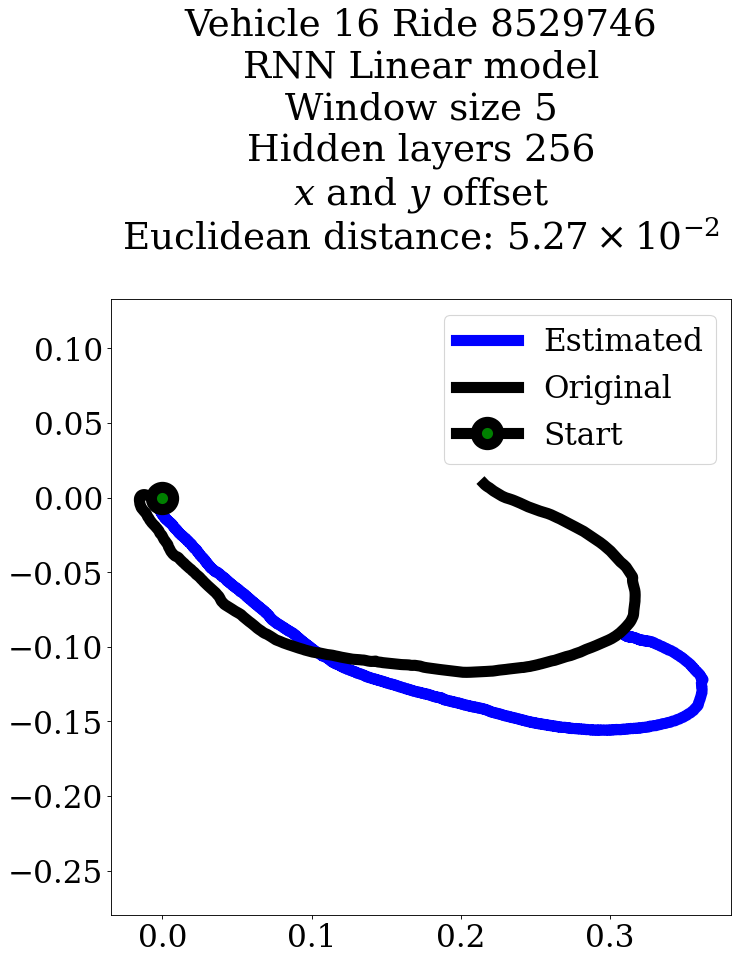 Vehicle 16 Ride 8529746
RNN Linear model
Window size 5
Hidden layers 256
x and y offset
Euclidean distance: 5.27 × 10⁻²
Estimated
Original
Start
0.10
0.05
0.00
−0.05
−0.10
−0.15
−0.20
−0.25
0.0 0.1 0.2 0.3